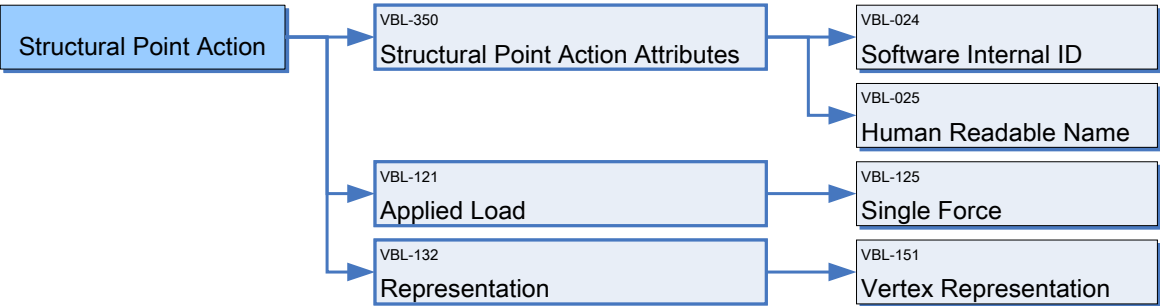 Structural Point Action
VBL-350
Structural Point Action Attributes
VBL-024
Software Internal ID
VBL-025
Human Readable Name
VBL-121
Applied Load
VBL-125
Single Force
VBL-132
Representation
VBL-151
Vertex Representation